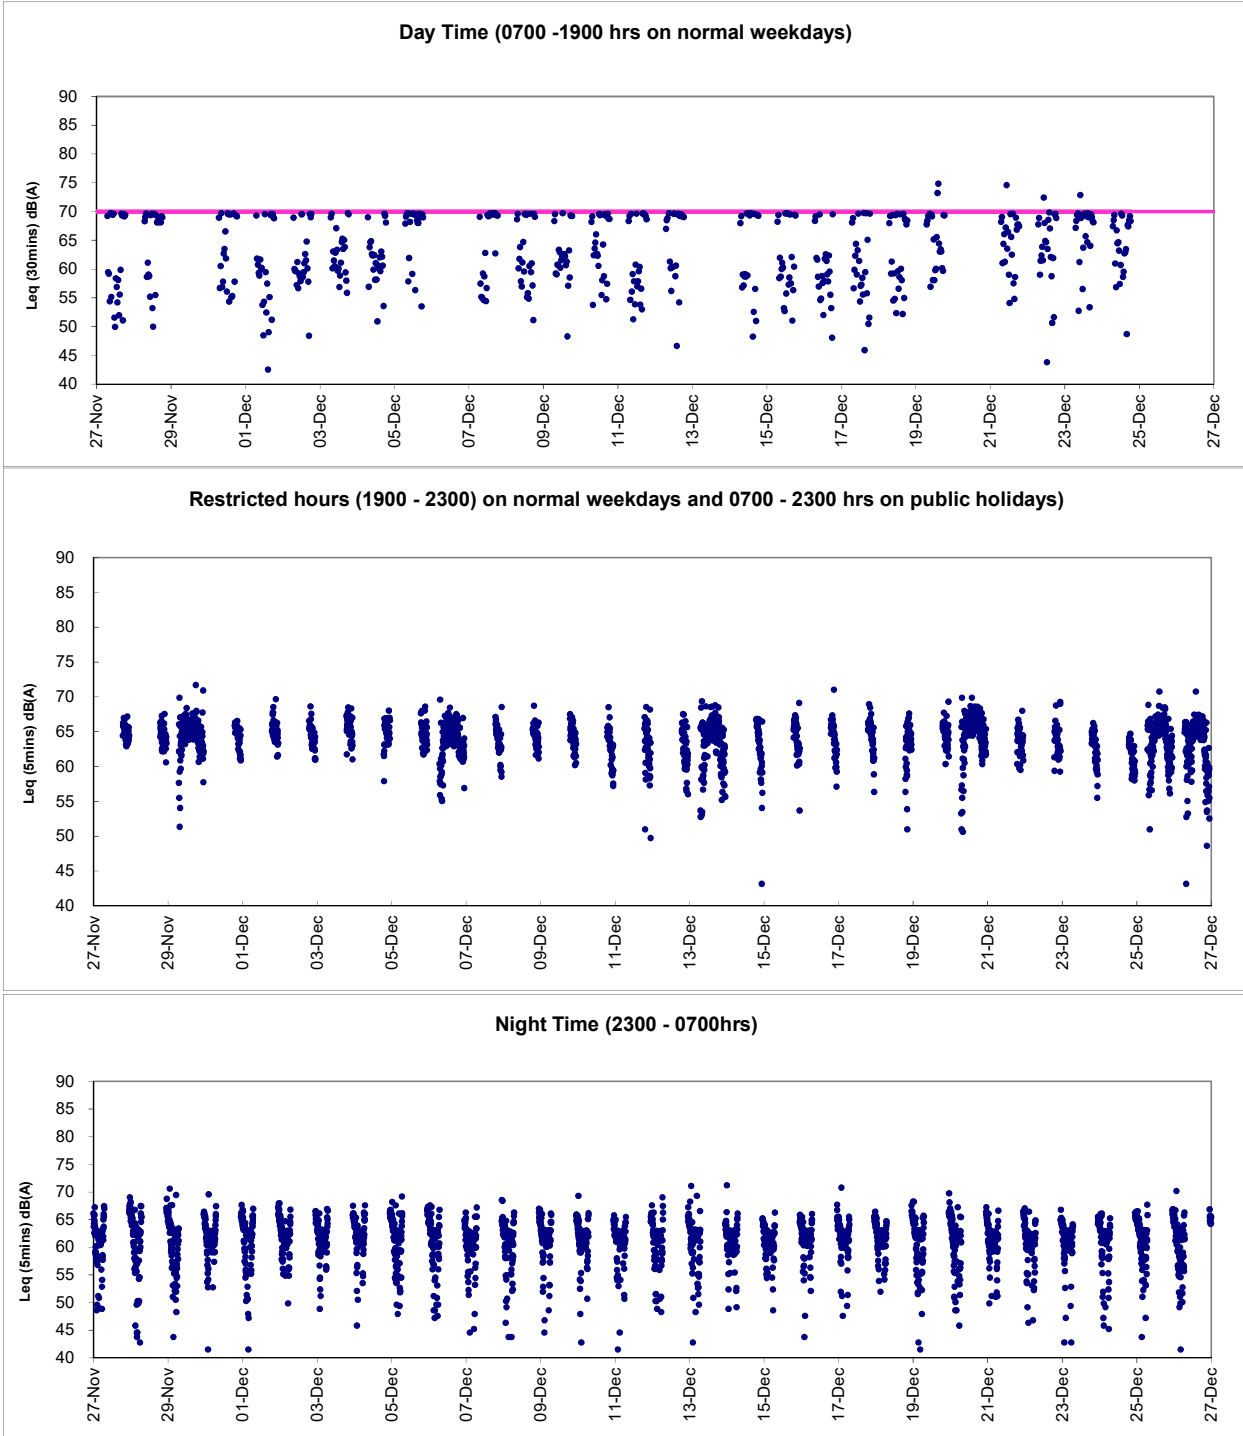 Day Time (0700 -1900 hrs on normal weekdays)
Leq (30mins) dB(A)
90
85
80
75
70
65
60
55
50
45
40
27-Nov
29-Nov
01-Dec
03-Dec
05-Dec
07-Dec
09-Dec
11-Dec
13-Dec
15-Dec
17-Dec
19-Dec
21-Dec
23-Dec
25-Dec
27-Dec
Restricted hours (1900 - 2300) on normal weekdays and 0700 - 2300 hrs on public holidays)
Leq (5mins) dB(A)
90
85
80
75
70
65
60
55
50
45
40
27-Nov
29-Nov
01-Dec
03-Dec
05-Dec
07-Dec
09-Dec
11-Dec
13-Dec
15-Dec
17-Dec
19-Dec
21-Dec
23-Dec
25-Dec
27-Dec
Night Time (2300 - 0700hrs)
Leq (5mins) dB(A)
90
85
80
75
70
65
60
55
50
45
40
27-Nov
29-Nov
01-Dec
03-Dec
05-Dec
07-Dec
09-Dec
11-Dec
13-Dec
15-Dec
17-Dec
19-Dec
21-Dec
23-Dec
25-Dec
27-Dec